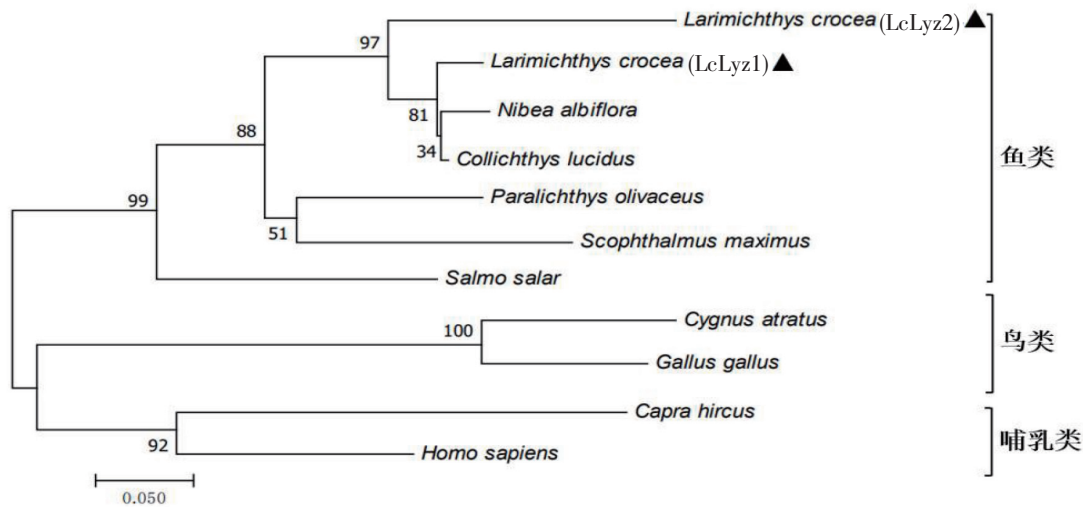 Larimichthys crocea (LcLyz2)▲
97
Larimichthys crocea (LcLyz1)▲
81
Nibea albiflora
88
34
Collichthys lucidus
鱼类
99
Paralichthys olivaceus
51
Scophthalmus maximus
Salmo salar
Cygnus atratus
100
鸟类
Gallus gallus
Capra hircus
92
哺乳类
Homo sapiens
0.050